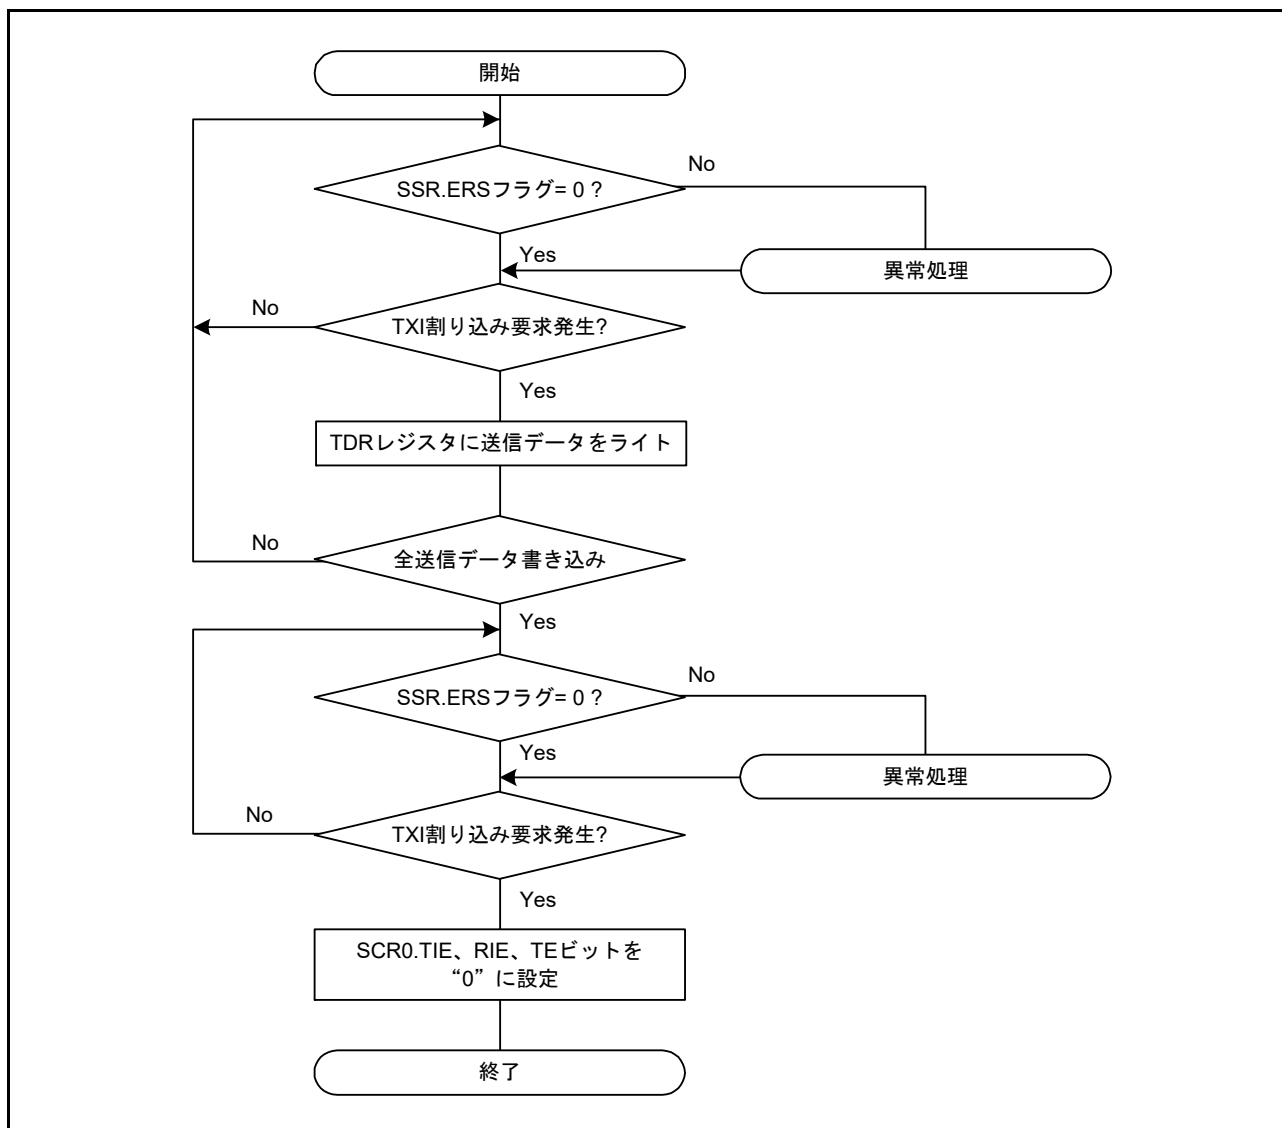 開始
SSR.ERSフラグ= 0 ?
No
Yes
異常処理
No
TXI割り込み要求発生?
Yes
TDRレジスタに送信データをライト
No
全送信データ書き込み
Yes
SSR.ERSフラグ= 0 ?
No
Yes
異常処理
No
TXI割り込み要求発生?
Yes
SCR0.TIE、RIE、TEビットを
“0”に設定
終了